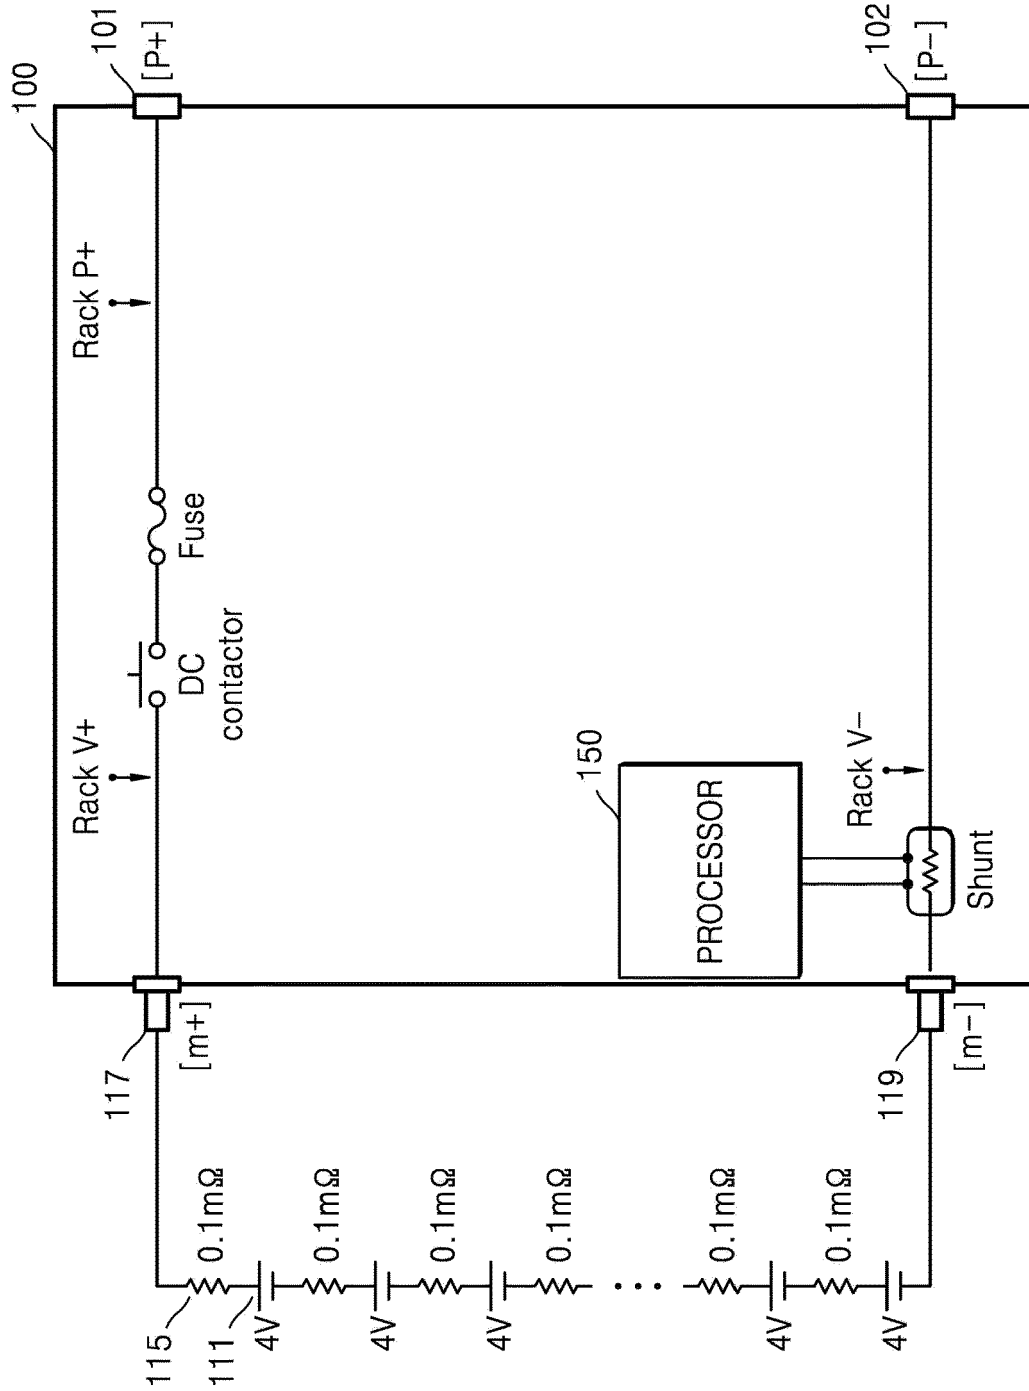 100
101
[P+]
102
[P−]
Rack P+
Fuse
DC
contactor
Rack V+
150
PROCESSOR
Rack V−
Shunt
117
[m+]
119
[m−]
0.1mΩ
0.1mΩ
0.1mΩ
0.1mΩ
0.1mΩ
0.1mΩ
115
111
4V
4V
4V
4V
4V